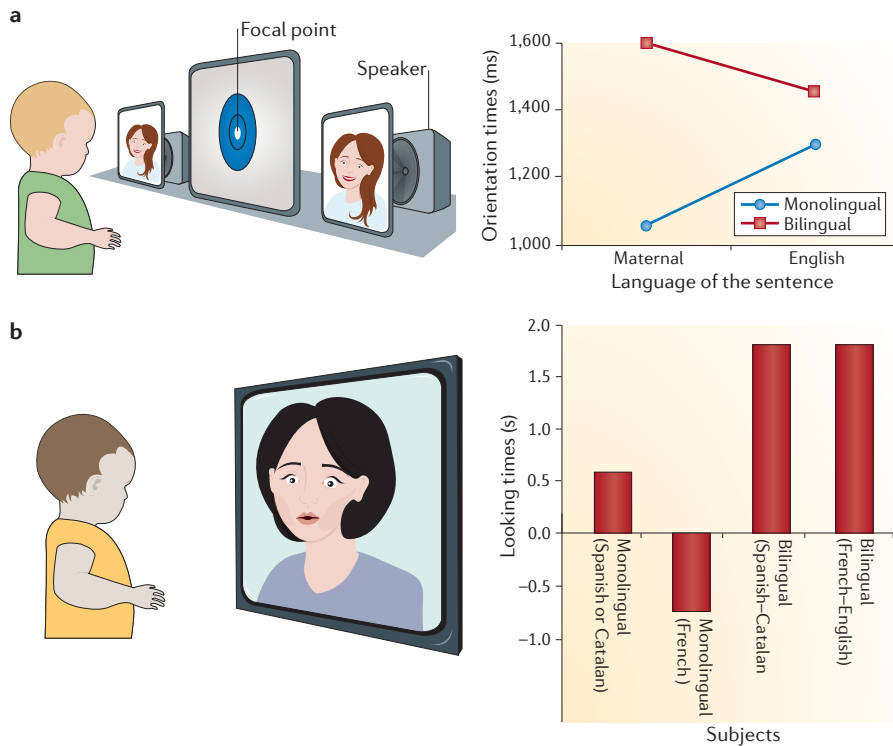 a
Focal point
Speaker
Orientation times (ms)
1,600
1,400
1,200
1,000
Monolingual
Bilingual
Maternal English
Language of the sentence
b
Looking times (s)
2.0
1.5
1.0
0.5
0.0
−0.5
−1.0
Monolingual
(Spanish or Catalan)
Monolingual
(French)
Bilingual
(Spanish–Catalan
Bilingual
(French–English)
Subjects